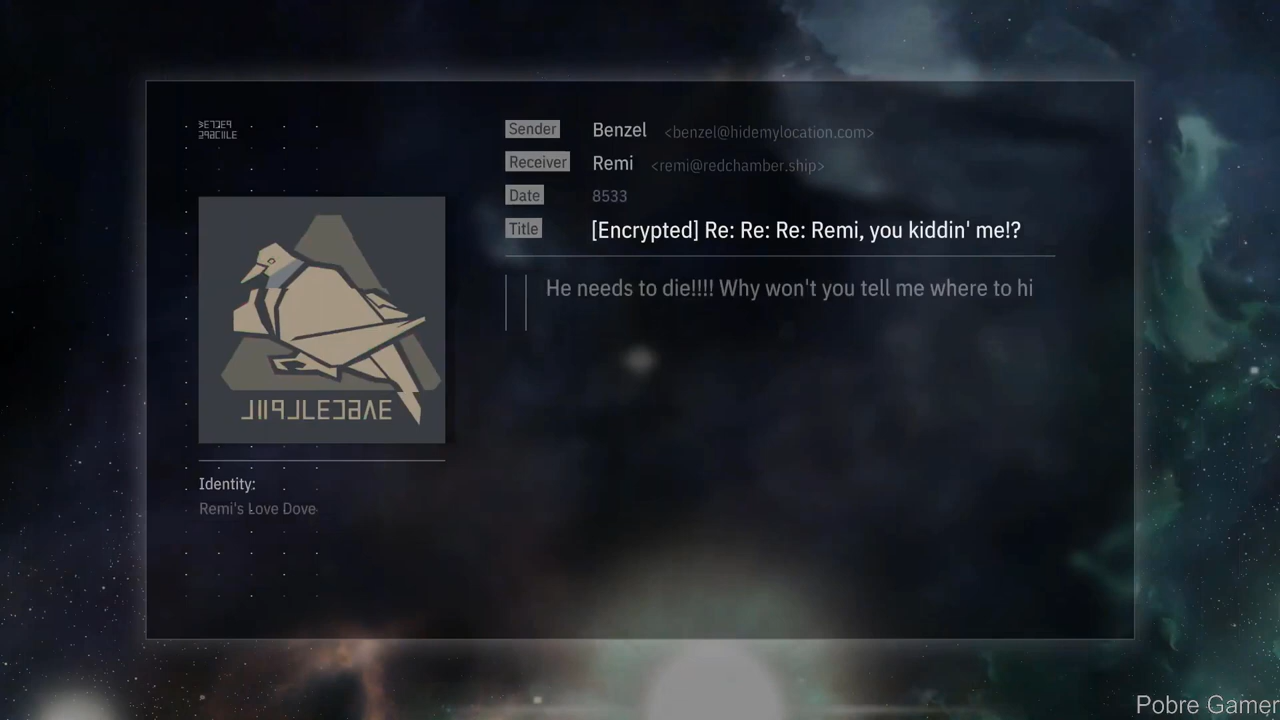 Sender Benzel <benzel@hidemylocation.com>
Receiver Remi <remi@redchamber.ship>
Date 8533
Title [Encrypted] Re: Re: Re: Remi, you kiddin' me!?
He needs to die!!!! Why won't you tell me where to hi
Identity:
Remi's Love Dove
Pobre Gamer